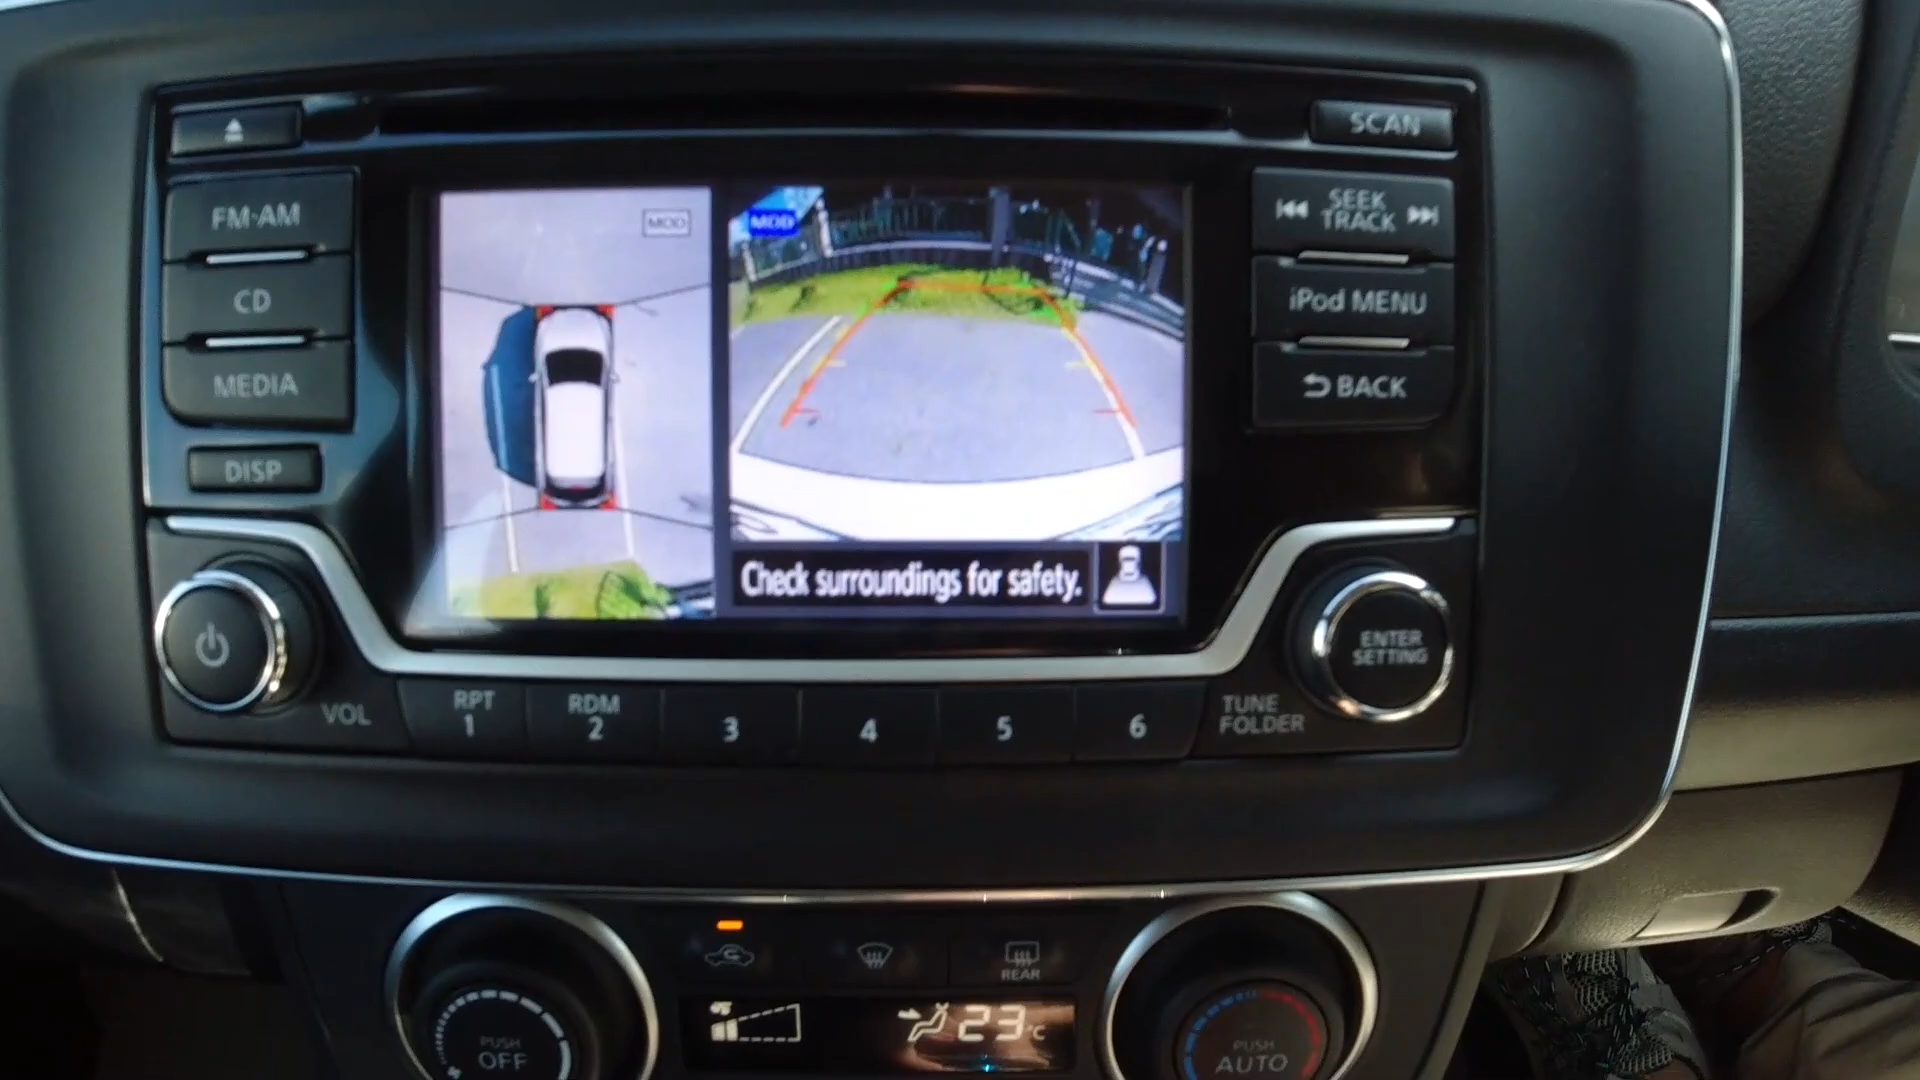 SCAN
FM·AM
CD
MEDIA
DISP
MOD
MOD
SEEK
TRACK
iPod MENU
BACK
Check surroundings for safety.
VOL
RPT
1
RDM
2
3
4
5
6
TUNE
FOLDER
ENTER
SETTING
REAR
PUSH
OFF
23°C
PUSH
AUTO